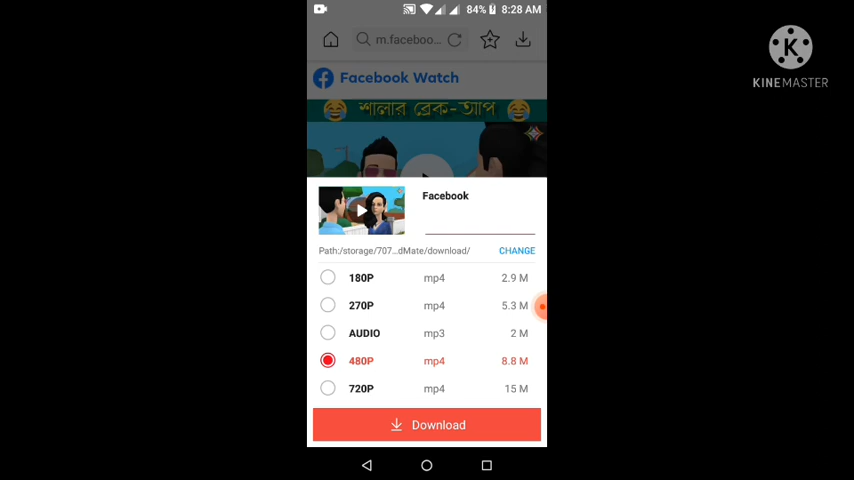 84% 8:28 AM
m.faceboo...
K
KINEMASTER
Facebook Watch
শালার ব্রেক-আপ
Facebook
Path:/storage/707...dMate/download/ CHANGE
180P mp4 2.9 M
270P mp4 5.3 M
AUDIO mp3 2 M
480P mp4 8.8 M
720P mp4 15 M
Download